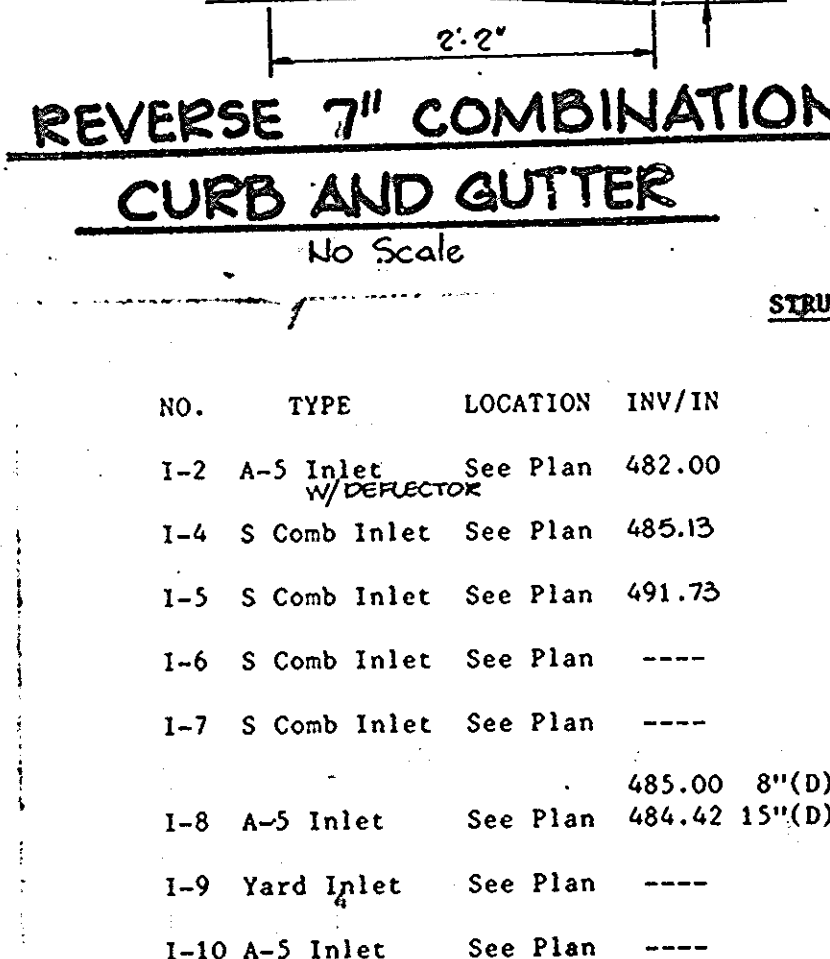 2'-2"
REVERSE 7" COMBINATION
CURB AND GUTTER
No Scale
STRU
NO. TYPE LOCATION INV/IN
I-2 A-5 Inlet See Plan 482.00
W/DEFLECTOR
I-4 S Comb Inlet See Plan 485.13
I-5 S Comb Inlet See Plan 491.73
I-6 S Comb Inlet See Plan ----
I-7 S Comb Inlet See Plan ----
485.00 8"(D)
I-8 A-5 Inlet See Plan 484.42 15"(D)
I-9 Yard Inlet See Plan ----
I-10 A-5 Inlet See Plan ----